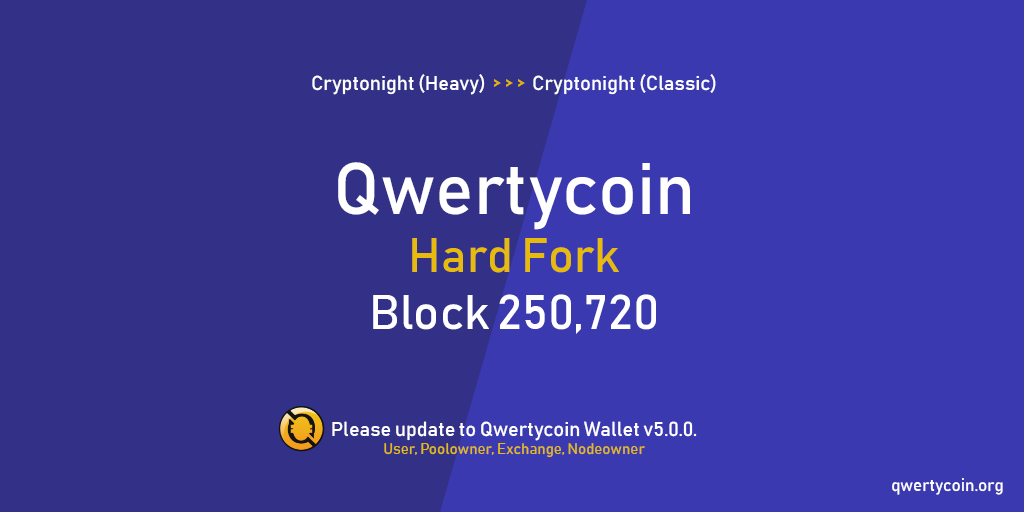 Cryptonight (Heavy) >>> Cryptonight (Classic)
Qwertycoin
Hard Fork
Block 250,720
Please update to Qwertycoin Wallet v5.0.0.
User, Poolowner, Exchange, Nodeowner
qwertycoin.org